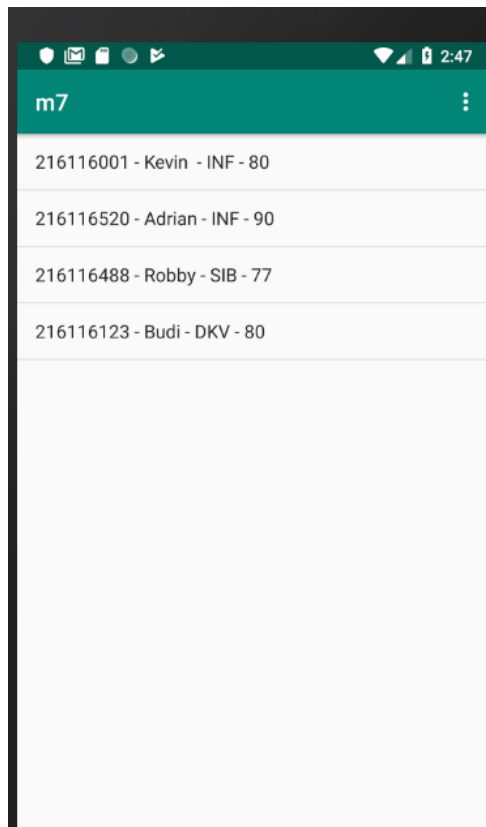 2:47
m7
216116001 - Kevin  - INF - 80
216116520 - Adrian - INF - 90
216116488 - Robby - SIB - 77
216116123 - Budi - DKV - 80